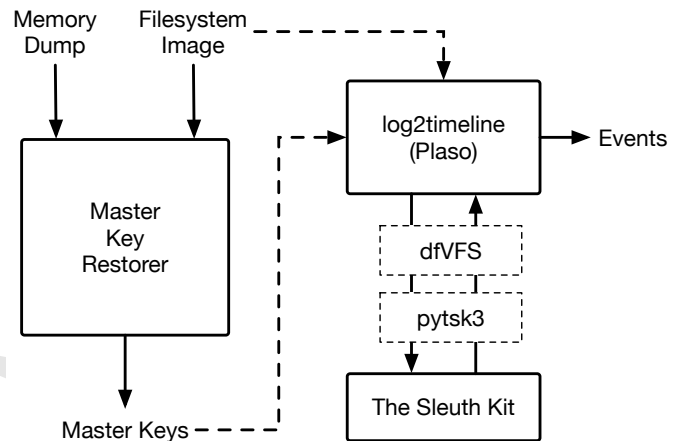 Memory
Dump
Filesystem
Image
log2timeline
(Plaso)
Events
Master
Key
Restorer
dfVFS
pytsk3
The Sleuth Kit
Master Keys